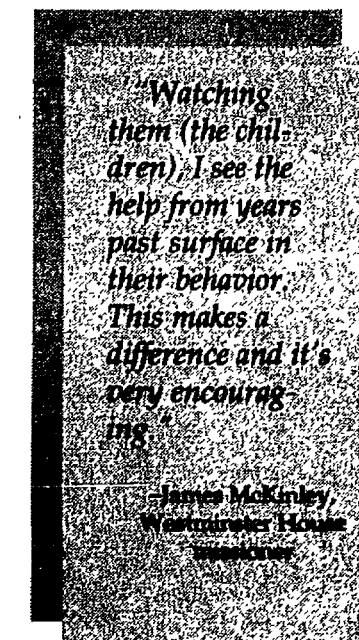 "Watching
them (the chil-
dren), I see the
help from years
past surface in
their behavior.
This makes a
difference and it's
very encourag-
ing."
–James McKinley,
Westminster House
missioner